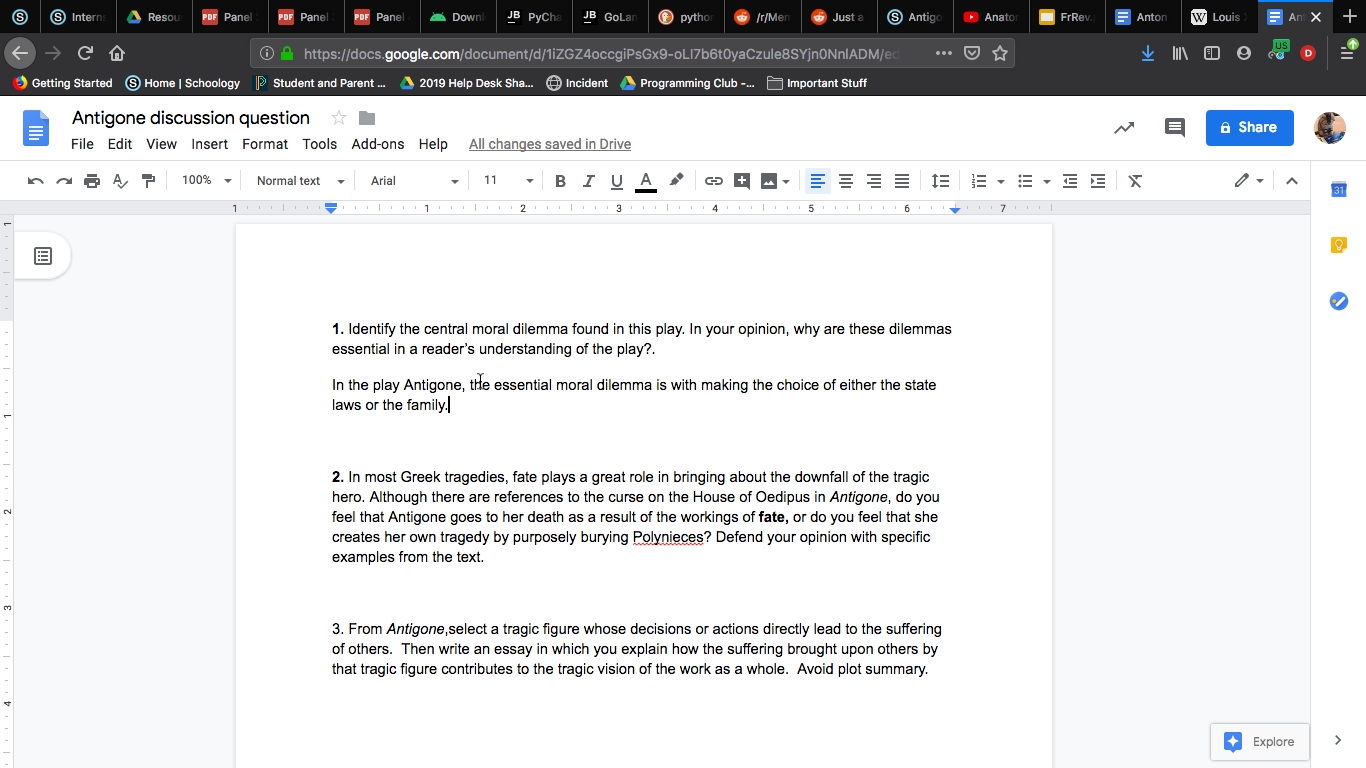 Intern
Resour
Panel
Panel
Panel
Downl
PyCha
GoLan
python
/r/Mem
Just a
Antigo
Anator
FrRev.
Anton
Louis
An
https://docs.google.com/document/d/1iZGZ4occgiPsGx9-oLI7b6t0yaCzule8SYjn0NnlADM/ed
US
D
Getting Started
Home | Schoology
Student and Parent ...
2019 Help Desk Sha...
Incident
Programming Club -...
Important Stuff
Antigone discussion question
File Edit View Insert Format Tools Add-ons Help All changes saved in Drive
Share
100% Normal text Arial 11
1 1 2 3 4 5 6 7
1. Identify the central moral dilemma found in this play. In your opinion, why are these dilemmas
essential in a reader’s understanding of the play?.
In the play Antigone, the essential moral dilemma is with making the choice of either the state
laws or the family.
2. In most Greek tragedies, fate plays a great role in bringing about the downfall of the tragic
hero. Although there are references to the curse on the House of Oedipus in Antigone, do you
feel that Antigone goes to her death as a result of the workings of fate, or do you feel that she
creates her own tragedy by purposely burying Polynieces? Defend your opinion with specific
examples from the text.
3. From Antigone,select a tragic figure whose decisions or actions directly lead to the suffering
of others.  Then write an essay in which you explain how the suffering brought upon others by
that tragic figure contributes to the tragic vision of the work as a whole.  Avoid plot summary.
Explore